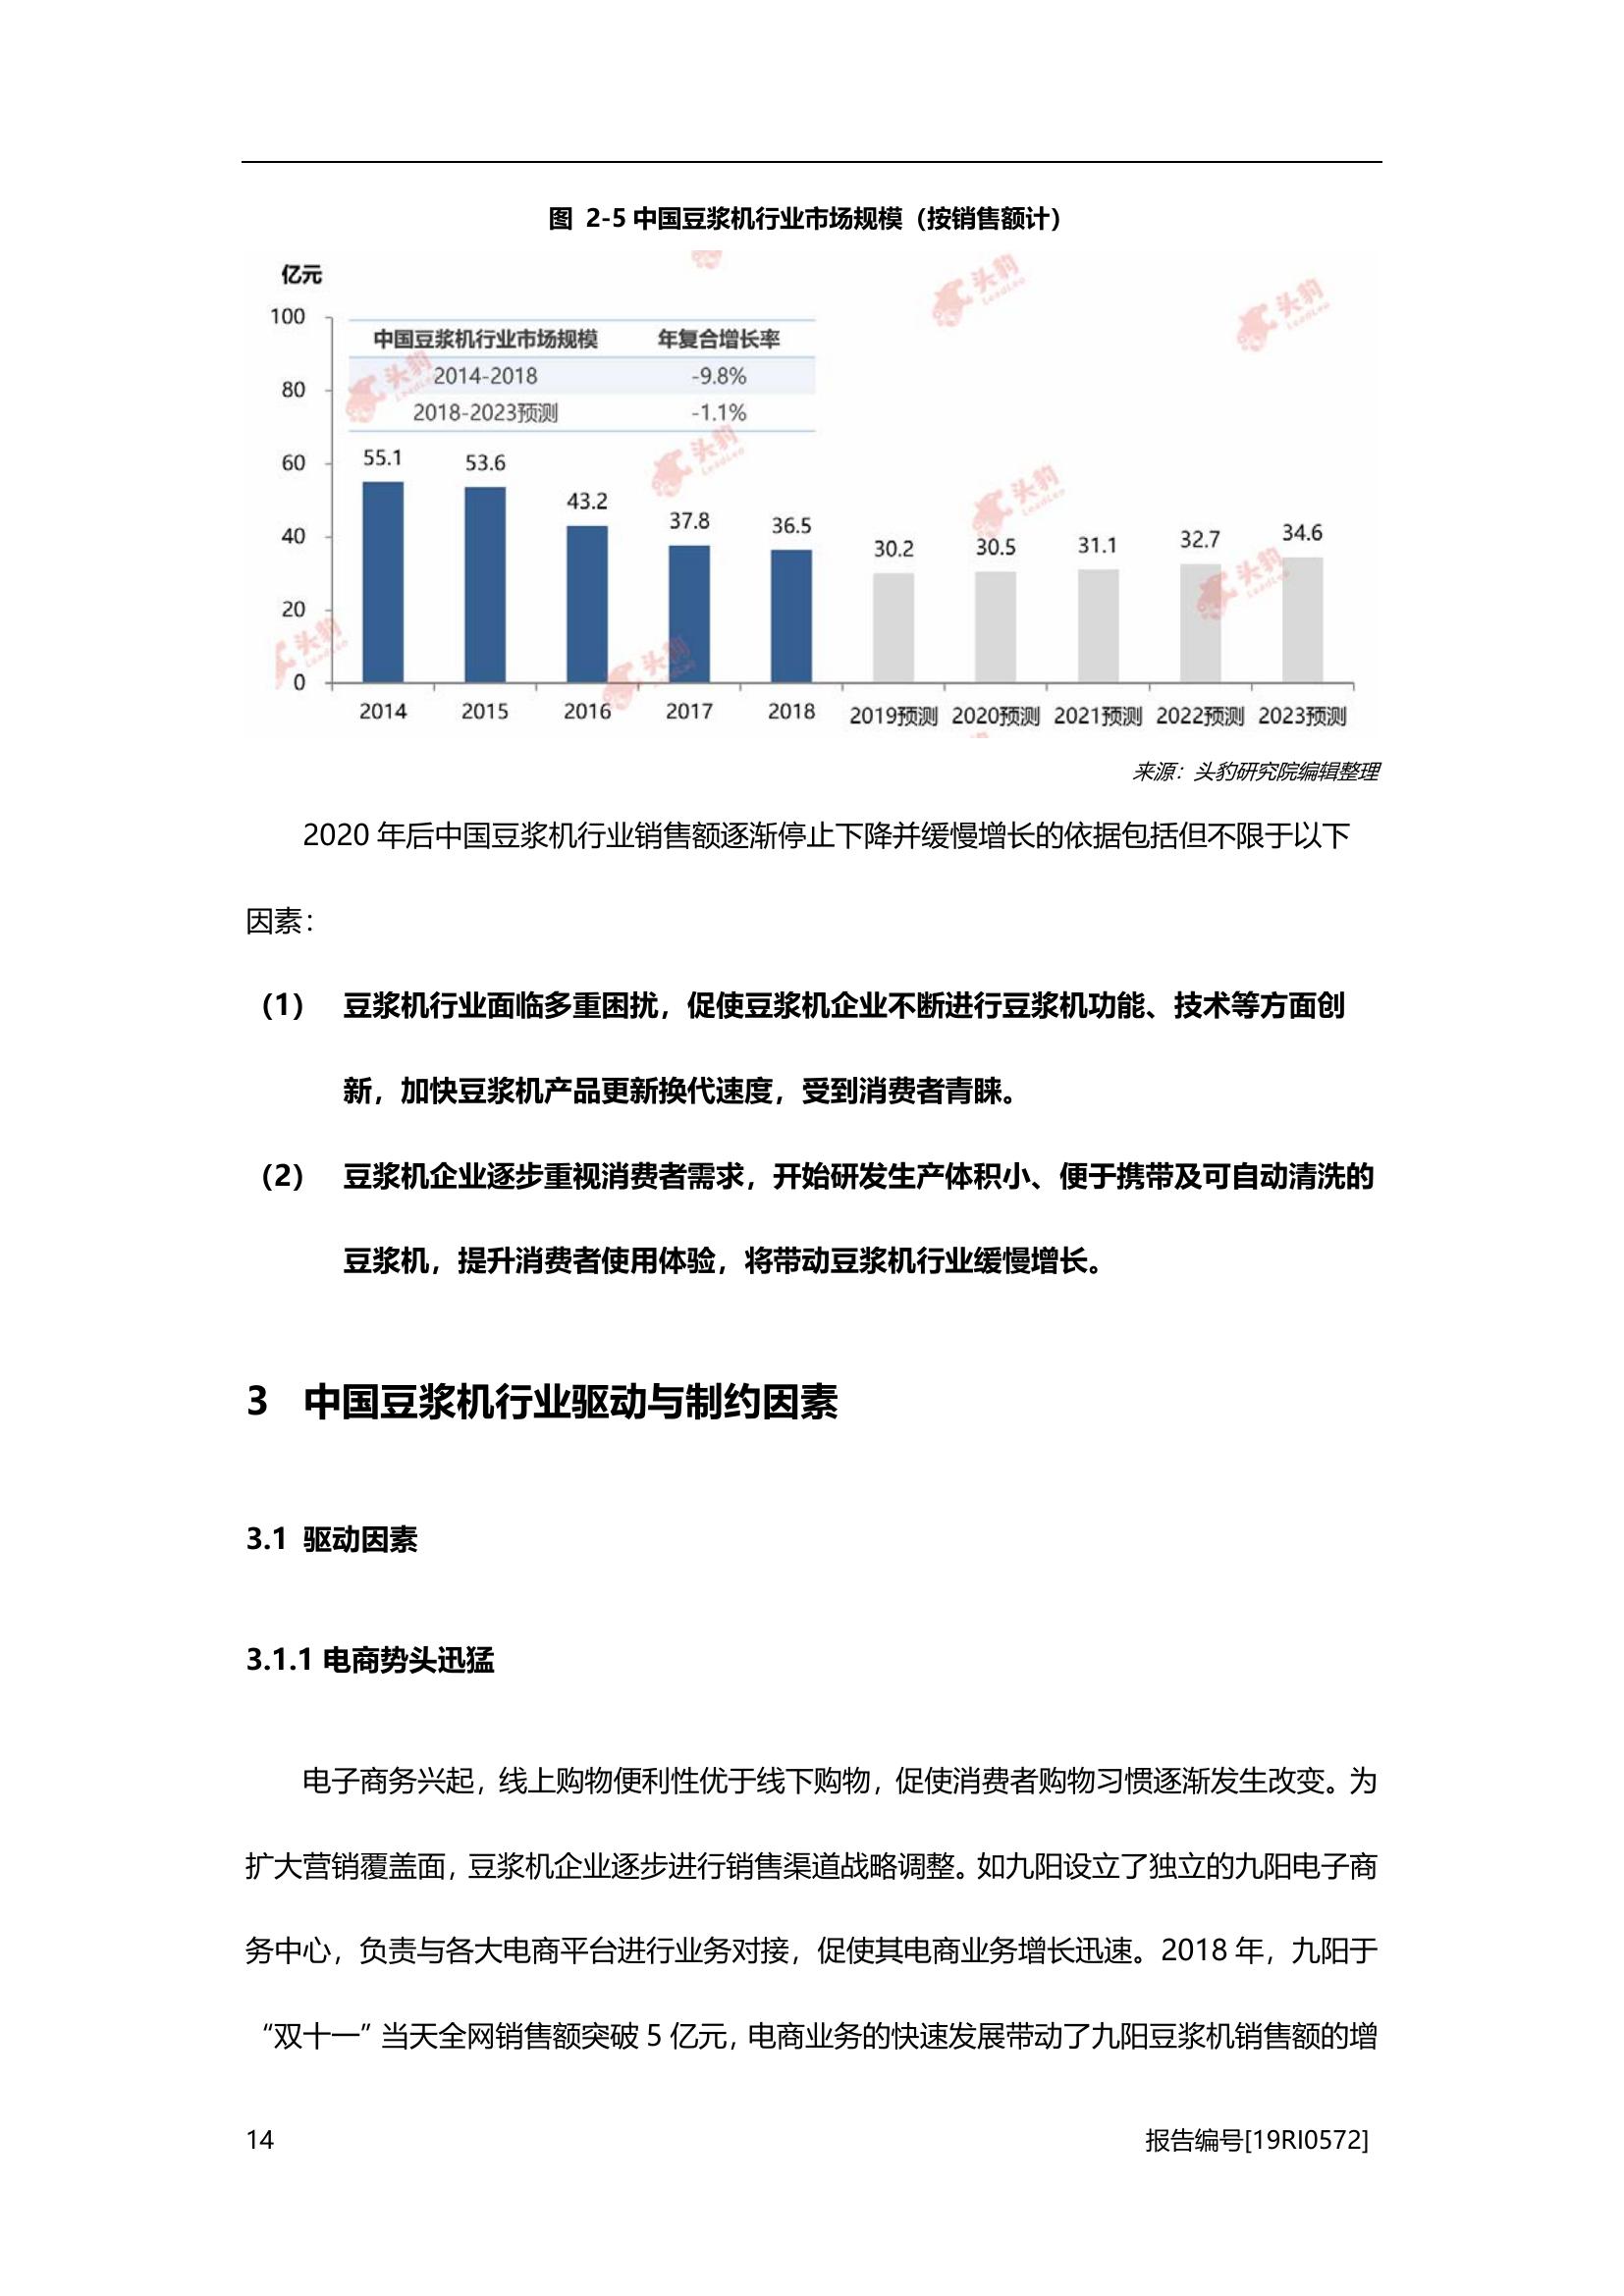 图 2-5 中国豆浆机行业市场规模（按销售额计）
亿元
100
80
60
40
20
0
中国豆浆机行业市场规模 年复合增长率
2014-2018 -9.8%
2018-2023预测 -1.1%
55.1 53.6 43.2 37.8 36.5 30.2 30.5 31.1 32.7 34.6
2014 2015 2016 2017 2018 2019预测 2020预测 2021预测 2022预测 2023预测
头豹 LeadLeo
来源：头豹研究院编辑整理
2020 年后中国豆浆机行业销售额逐渐停止下降并缓慢增长的依据包括但不限于以下
因素：
（1） 豆浆机行业面临多重困扰，促使豆浆机企业不断进行豆浆机功能、技术等方面创
新，加快豆浆机产品更新换代速度，受到消费者青睐。
（2） 豆浆机企业逐步重视消费者需求，开始研发生产体积小、便于携带及可自动清洗的
豆浆机，提升消费者使用体验，将带动豆浆机行业缓慢增长。
3 中国豆浆机行业驱动与制约因素
3.1 驱动因素
3.1.1 电商势头迅猛
电子商务兴起，线上购物便利性优于线下购物，促使消费者购物习惯逐渐发生改变。为
扩大营销覆盖面，豆浆机企业逐步进行销售渠道战略调整。如九阳设立了独立的九阳电子商
务中心，负责与各大电商平台进行业务对接，促使其电商业务增长迅速。2018 年，九阳于
“双十一”当天全网销售额突破 5 亿元，电商业务的快速发展带动了九阳豆浆机销售额的增
14 报告编号[19RI0572]